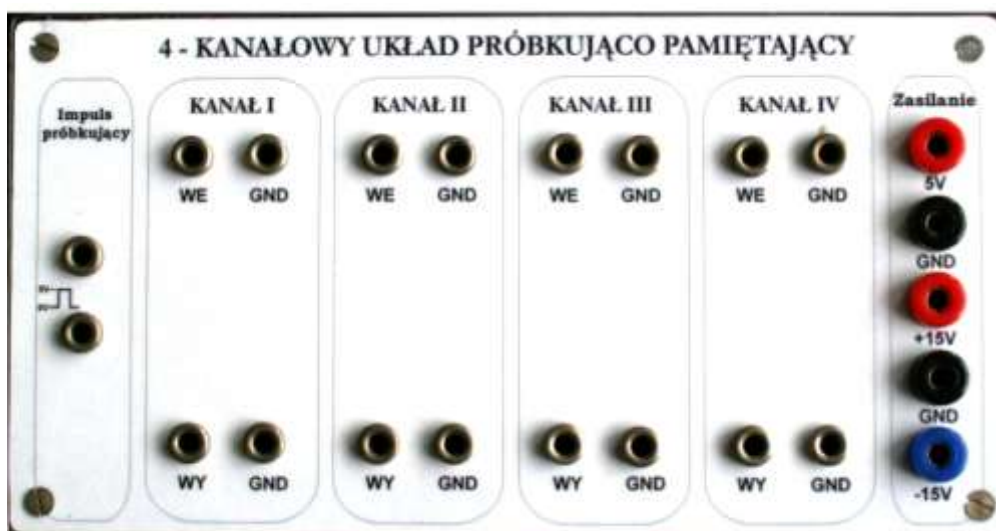 4 - KANAŁOWY UKŁAD PRÓBKUJĄCO PAMIĘTAJĄCY
Impuls
próbkujący
KANAŁ I
WE GND
WY GND
KANAŁ II
WE GND
WY GND
KANAŁ III
WE GND
WY GND
KANAŁ IV
WE GND
WY GND
Zasilanie
5V
GND
+15V
GND
-15V